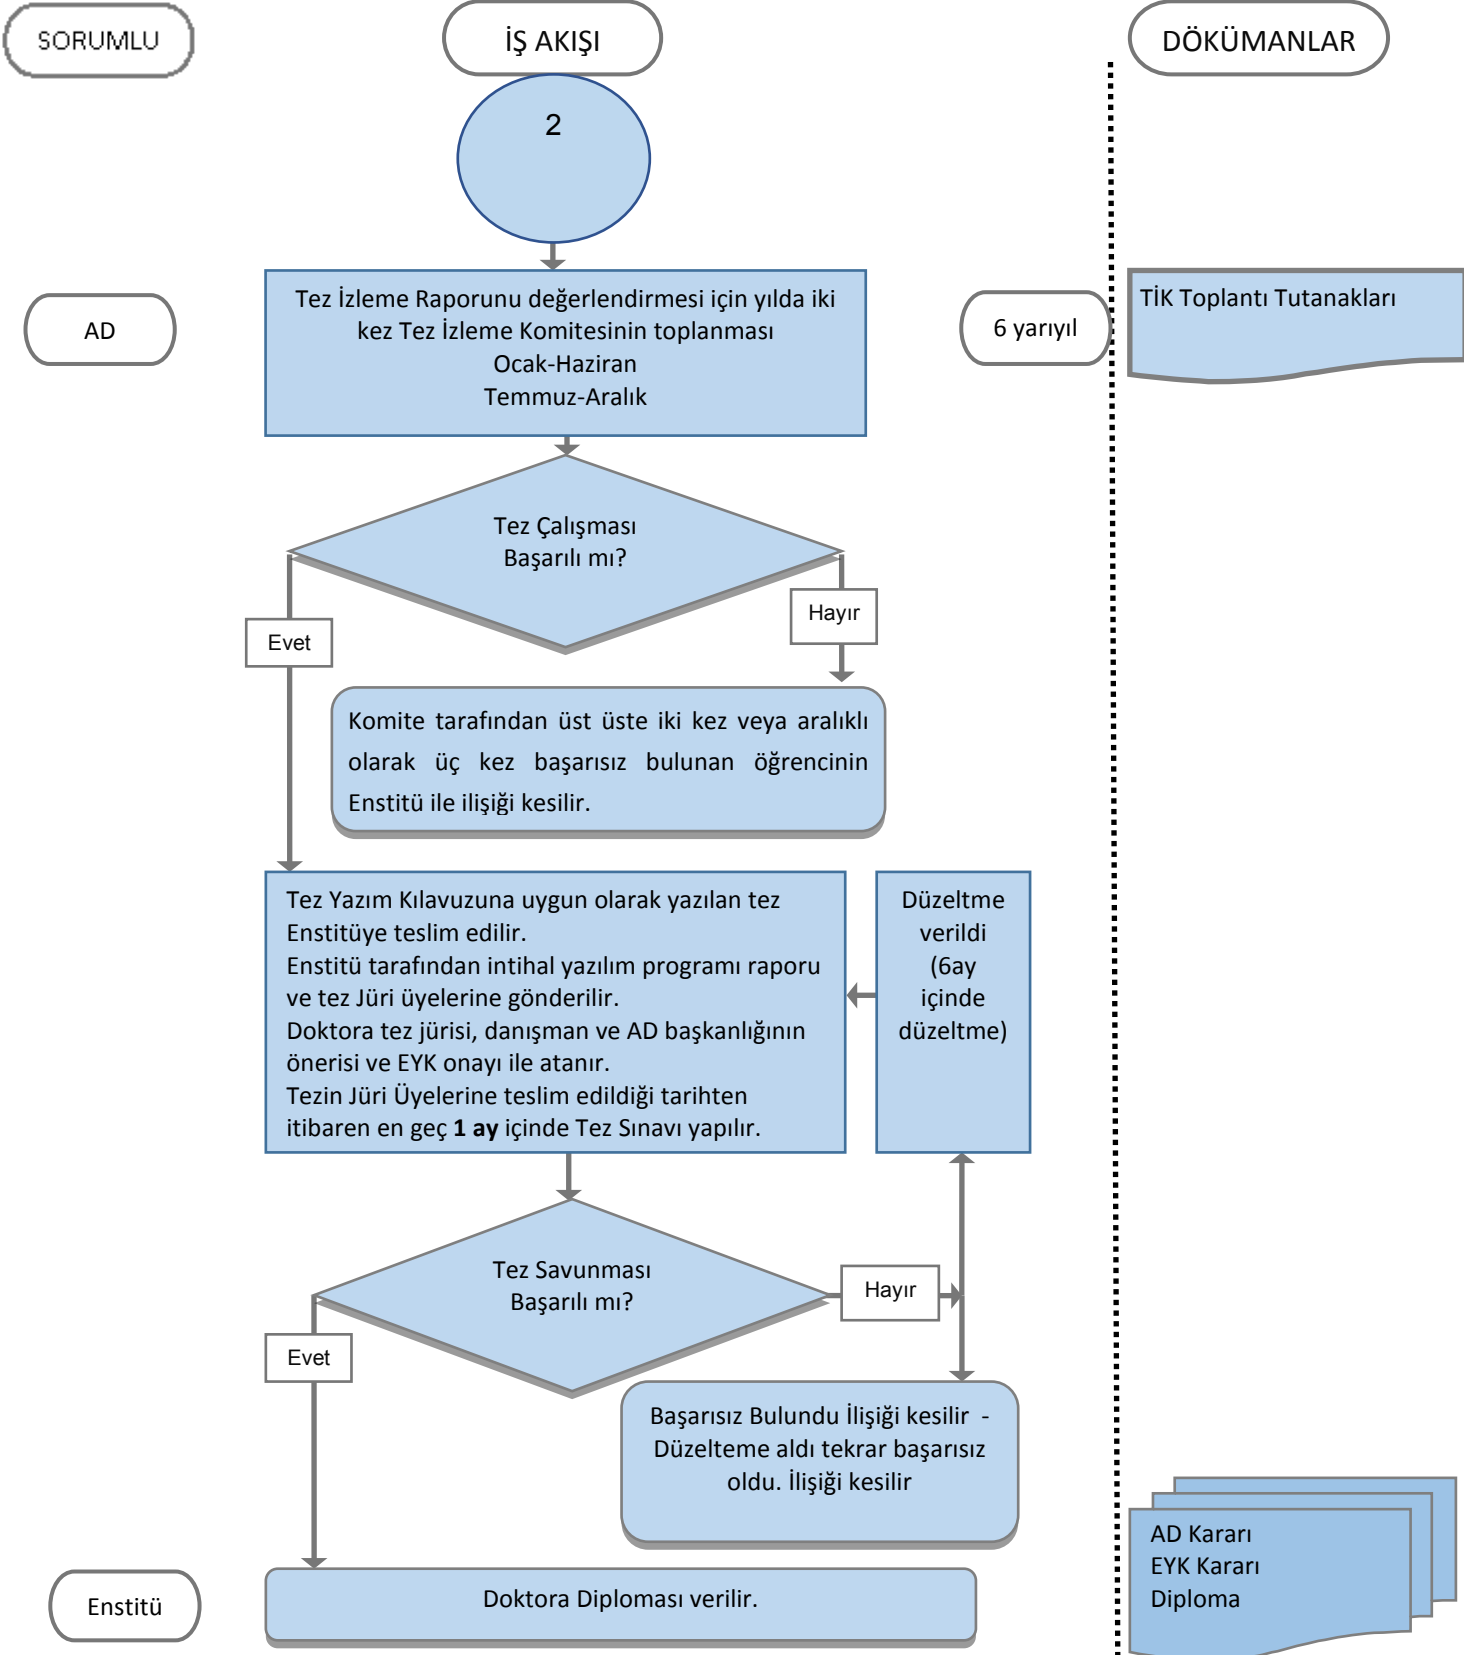 SORUMLU
İŞ AKIŞI
DÖKÜMANLAR
2
AD
Tez İzleme Raporunu değerlendirmesi için yılda iki
kez Tez İzleme Komitesinin toplanması
Ocak-Haziran
Temmuz-Aralık
6 yarıyıl
TİK Toplantı Tutanakları
Tez Çalışması
Başarılı mı?
Evet
Hayır
Komite tarafından üst üste iki kez veya aralıklı
olarak üç kez başarısız bulunan öğrencinin
Enstitü ile ilişiği kesilir.
Tez Yazım Kılavuzuna uygun olarak yazılan tez
Enstitüye teslim edilir.
Enstitü tarafından intihal yazılım programı raporu
ve tez Jüri üyelerine gönderilir.
Doktora tez jürisi, danışman ve AD başkanlığının
önerisi ve EYK onayı ile atanır.
Tezin Jüri Üyelerine teslim edildiği tarihten
itibaren en geç 1 ay içinde Tez Sınavı yapılır.
Düzeltme
verildi
(6ay
içinde
düzeltme)
Tez Savunması
Başarılı mı?
Hayır
Evet
Başarısız Bulundu İlişiği kesilir -
Düzelteme aldı tekrar başarısız
oldu. İlişiği kesilir
AD Kararı
EYK Kararı
Diploma
Enstitü
Doktora Diploması verilir.